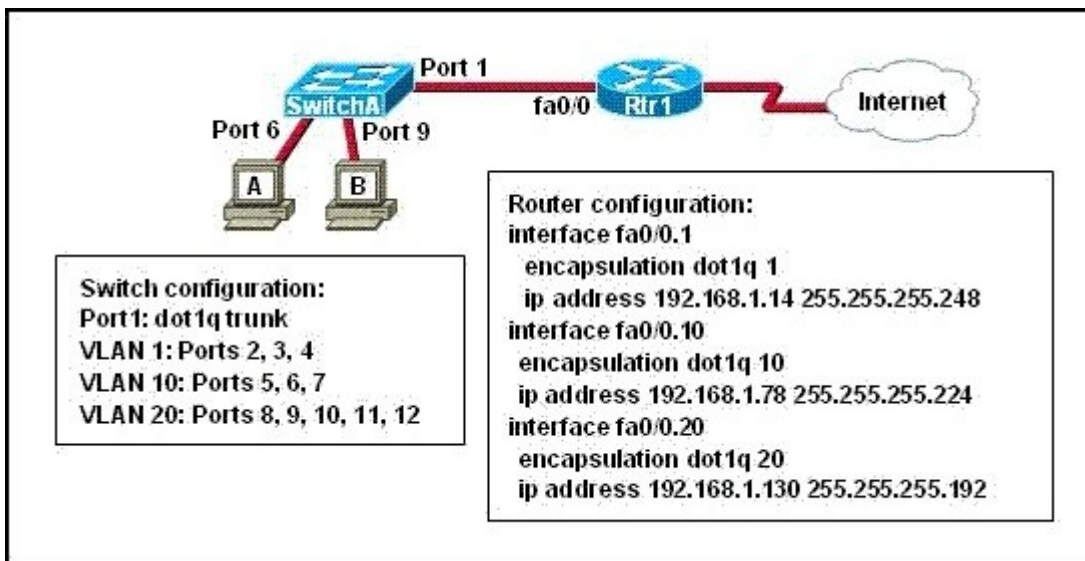 Port 1
SwitchA
fa0/0
Rtr1
Internet
Port 6
Port 9
A
B
Switch configuration:
Port1: dot1q trunk
VLAN 1: Ports 2, 3, 4
VLAN 10: Ports 5, 6, 7
VLAN 20: Ports 8, 9, 10, 11, 12
Router configuration:
interface fa0/0.1
encapsulation dot1q 1
ip address 192.168.1.14 255.255.255.248
interface fa0/0.10
encapsulation dot1q 10
ip address 192.168.1.78 255.255.255.224
interface fa0/0.20
encapsulation dot1q 20
ip address 192.168.1.130 255.255.255.192